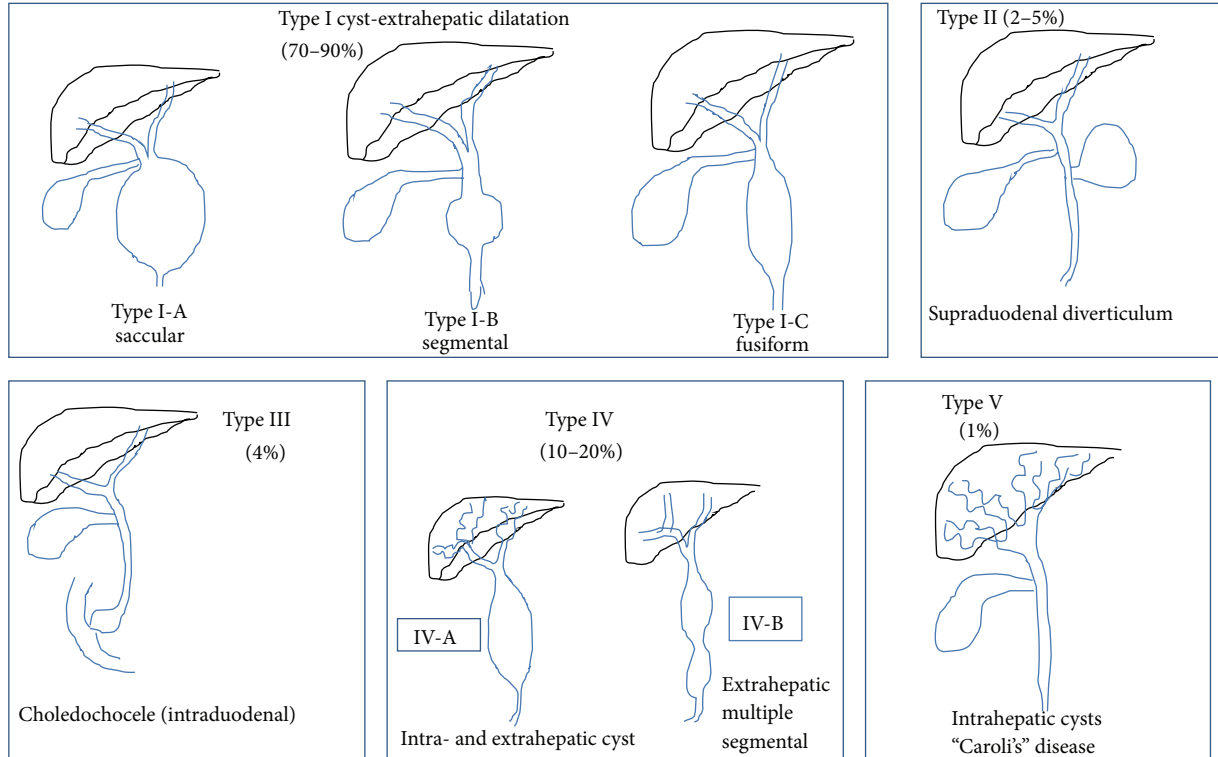 Type I cyst-extrahepatic dilatation
(70–90%)
Type I-A
saccular
Type I-B
segmental
Type I-C
fusiform
Type II (2–5%)
Supraduodenal diverticulum
Type III
(4%)
Choledochocele (intraduodenal)
Type IV
(10–20%)
IV-A
Intra- and extrahepatic cyst
IV-B
Extrahepatic
multiple
segmental
Type V
(1%)
Intrahepatic cysts
“Caroli’s” disease